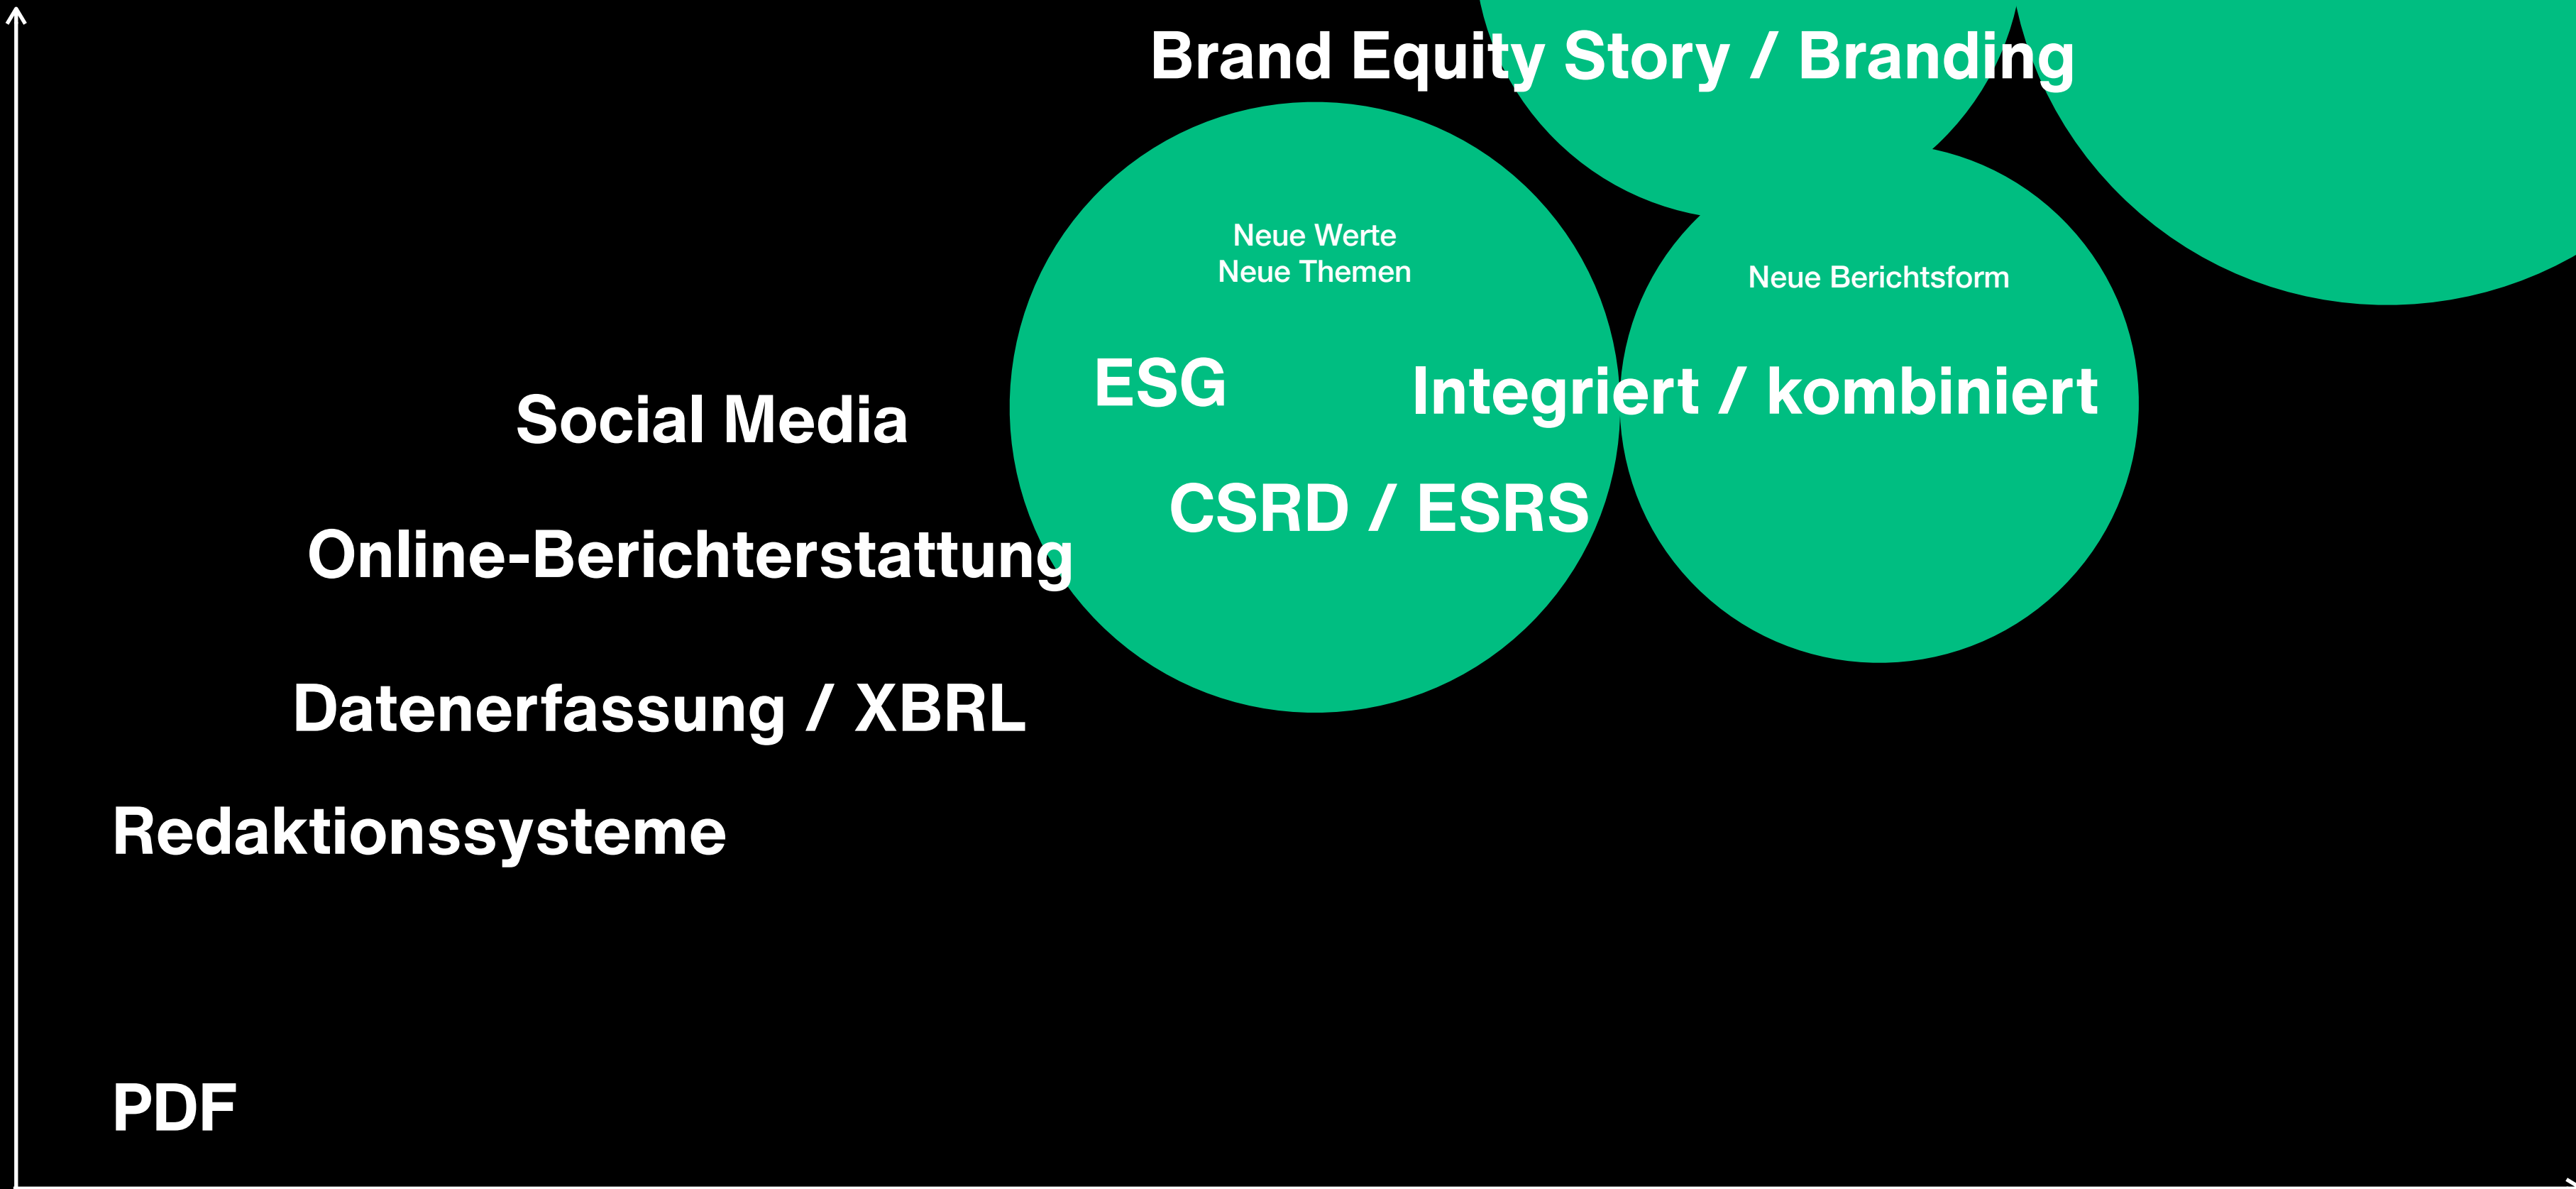 Brand Equity Story / Branding
Neue Werte
Neue Themen
Neue Berichtsform
ESG
Integriert / kombiniert
Social Media
CSRD / ESRS
Online-Berichterstattung
Datenerfassung / XBRL
Redaktionssysteme
PDF